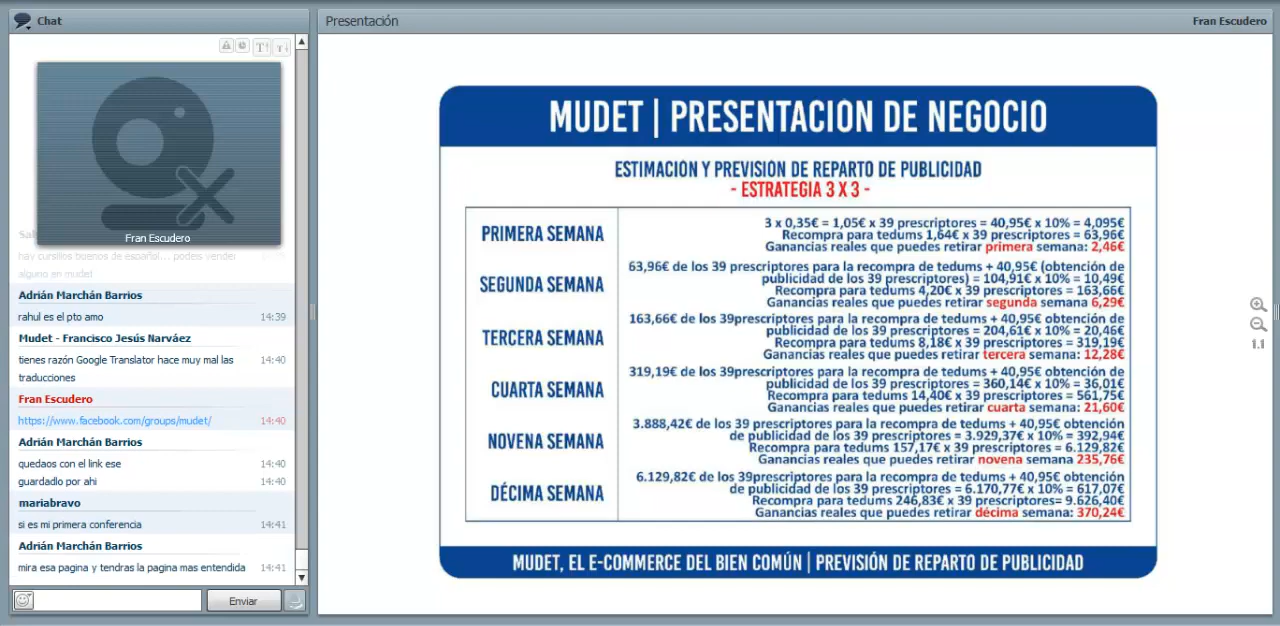 Chat
Fran Escudero
hay cursillos buenos de español... podes vender
alguno en mudet
Adrián Marchán Barrios
rahul es el pto amo 14:39
Mudet - Francisco Jesús Narváez
tienes razón Google Translator hace muy mal las 14:40
traducciones
Fran Escudero
https://www.facebook.com/groups/mudet/ 14:40
Adrián Marchán Barrios
quedaos con el link ese 14:40
guardadlo por ahi 14:40
mariabravo
si es mi primera conferencia 14:41
Adrián Marchán Barrios
mira esa pagina y tendras la pagina mas entendida 14:41
Enviar
Presentación
Fran Escudero
MUDET | PRESENTACION DE NEGOCIO
ESTIMACIÓN Y PREVISIÓN DE REPARTO DE PUBLICIDAD
- ESTRATEGIA 3 X 3 -
PRIMERA SEMANA
3 x 0,35€ = 1,05€ x 39 prescriptores = 40,95€ x 10% = 4,095€
Recompra para tedums 1,64€ x 39 prescriptores = 63,96€
Ganancias reales que puedes retirar primera semana: 2,46€
SEGUNDA SEMANA
63,96€ de los 39 prescriptores para la recompra de tedums + 40,95€ (obtención de
publicidad de los 39 prescriptores) = 104,91€ x 10% = 10,49€
Recompra para tedums 4,20€ x 39 prescriptores = 163,66€
Ganancias reales que puedes retirar segunda semana 6,29€
TERCERA SEMANA
163,66€ de los 39prescriptores para la recompra de tedums + 40,95€ obtención de
publicidad de los 39 prescriptores = 204,61€ x 10% = 20,46€
Recompra para tedums 8,18€ x 39 prescriptores = 319,19€
Ganancias reales que puedes retirar tercera semana: 12,28€
CUARTA SEMANA
319,19€ de los 39prescriptores para la recompra de tedums + 40,95€ obtención de
publicidad de los 39 prescriptores = 360,14€ x 10% = 36,01€
Recompra para tedums 14,40€ x 39 prescriptores = 561,75€
Ganancias reales que puedes retirar cuarta semana: 21,60€
NOVENA SEMANA
3.888,42€ de los 39 prescriptores para la recompra de tedums + 40,95€ obtención
de publicidad de los 39 prescriptores = 3.929,37€ x 10% = 392,94€
Recompra para tedums 157,17€ x 39 prescriptores = 6.129,82€
Ganancias reales que puedes retirar novena semana 235,76€
DÉCIMA SEMANA
6.129,82€ de los 39prescriptores para la recompra de tedums + 40,95€ obtención
de publicidad de los 39 prescriptores = 6.170,77€ x 10% = 617,07€
Recompra para tedums 246,83€ x 39 prescriptores= 9.626,40€
Ganancias reales que puedes retirar décima semana: 370,24€
MUDET, EL E-COMMERCE DEL BIEN COMÚN | PREVISIÓN DE REPARTO DE PUBLICIDAD
1:1